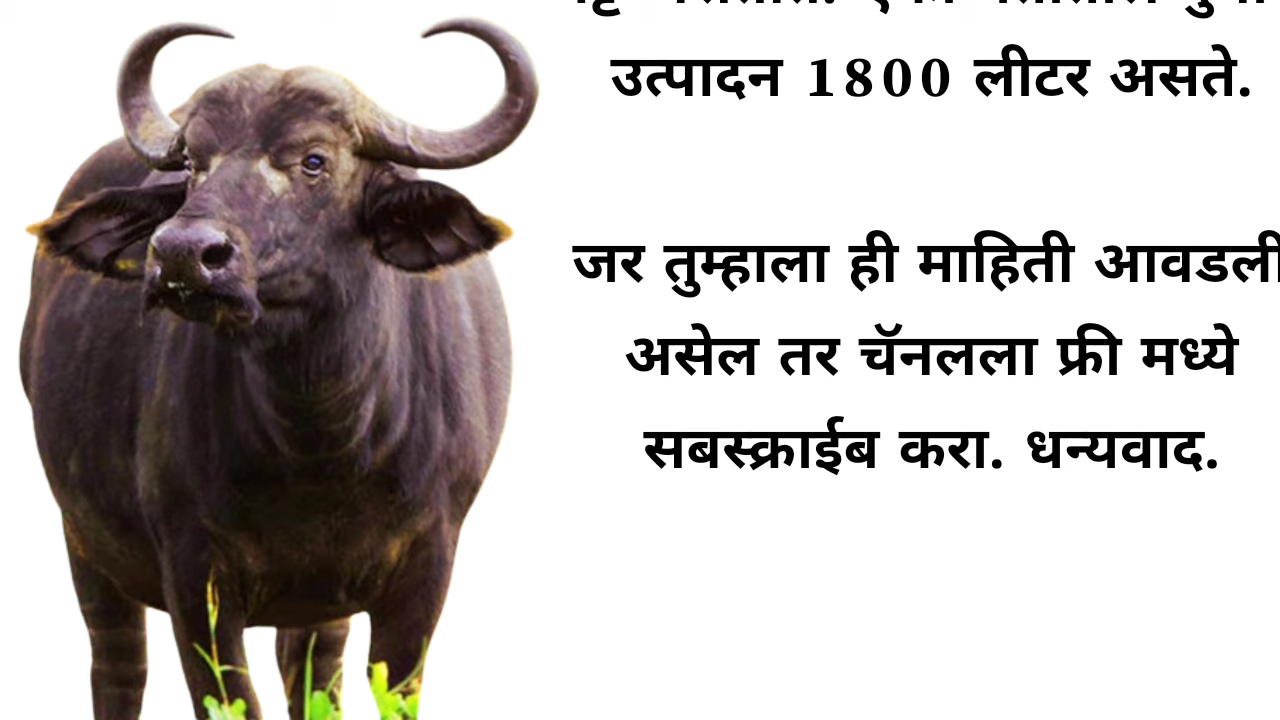 उत्पादन 1800 लीटर असते.
जर तुम्हाला ही माहिती आवडली
असेल तर चॅनलला फ्री मध्ये
सबस्क्राईब करा. धन्यवाद.